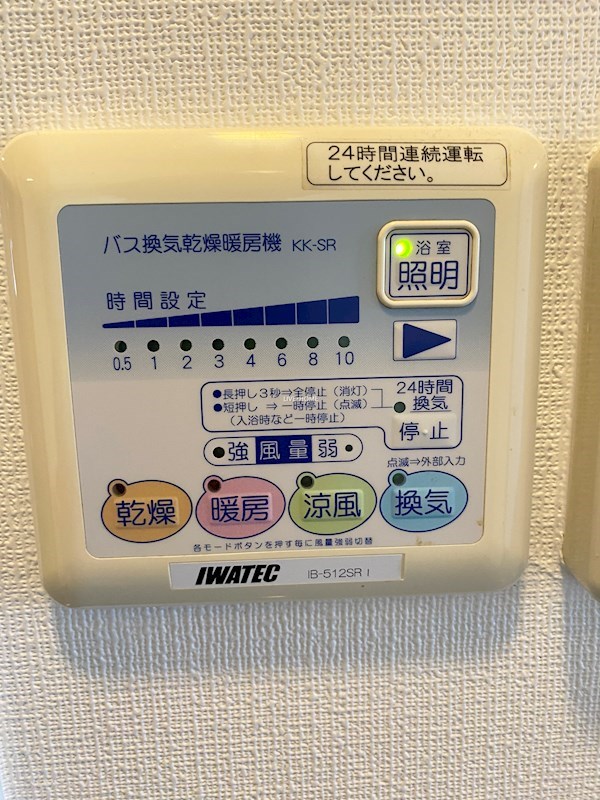 24時間連続運転
してください。
バス換気乾燥暖房機 KK-SR
浴室
照明
時間設定
0.5 1 2 3 4 6 8 10
●長押し3秒⇒全停止（消灯）
●短押し ⇒一時停止（点滅）
（入浴時など一時停止）
24時間
換気
停止
強 風量 弱
点滅⇒外部入力
乾燥 暖房 涼風 換気
各モードボタンを押す毎に風量強弱切替
IWATEC IB-512SR I